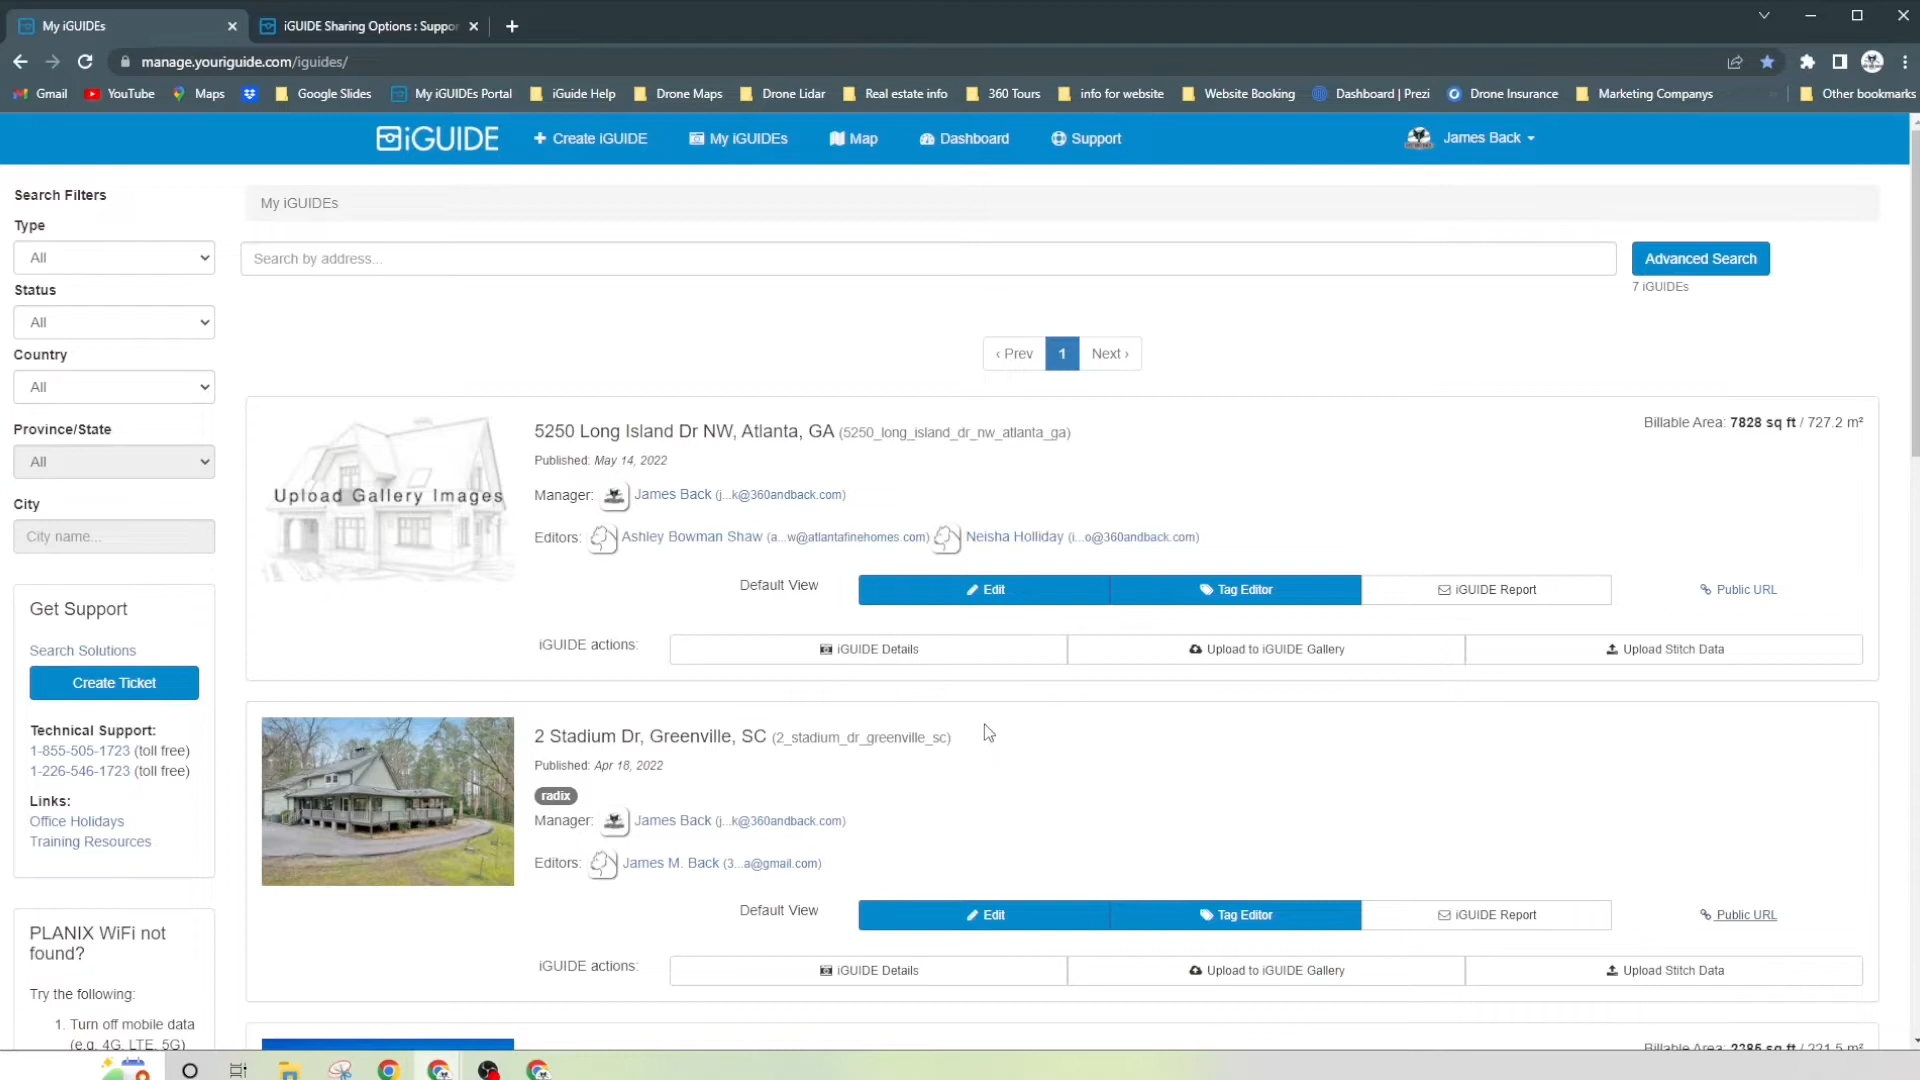 My iGUIDEs
iGUIDE Sharing Options : Suppor
manage.youriguide.com/iguides/
Gmail YouTube Maps Google Slides My iGUIDEs Portal iGuide Help Drone Maps Drone Lidar Real estate info 360 Tours info for website Website Booking Dashboard | Prezi Drone Insurance Marketing Companys Other bookmarks
iGUIDE Create iGUIDE My iGUIDEs Map Dashboard Support James Back
Search Filters
Type
All
Status
All
Country
All
Province/State
All
City
City name...
Get Support
Search Solutions
Create Ticket
Technical Support:
1-855-505-1723 (toll free)
1-226-546-1723 (toll free)
Links:
Office Holidays
Training Resources
PLANIX WiFi not
found?
Try the following:
1. Turn off mobile data
(e.g. 4G, LTE, 5G)
My iGUIDEs
Search by address...
Advanced Search
7 iGUIDEs
‹ Prev 1 Next ›
Upload Gallery Images
5250 Long Island Dr NW, Atlanta, GA (5250_long_island_dr_nw_atlanta_ga)
Billable Area: 7828 sq ft / 727.2 m²
Published: May 14, 2022
Manager: James Back (j...k@360andback.com)
Editors: Ashley Bowman Shaw (a...w@atlantafinehomes.com) Neisha Holliday (i...o@360andback.com)
Default View Edit Tag Editor iGUIDE Report Public URL
iGUIDE actions: iGUIDE Details Upload to iGUIDE Gallery Upload Stitch Data
2 Stadium Dr, Greenville, SC (2_stadium_dr_greenville_sc)
Published: Apr 18, 2022
radix
Manager: James Back (j...k@360andback.com)
Editors: James M. Back (3...a@gmail.com)
Default View Edit Tag Editor iGUIDE Report Public URL
iGUIDE actions: iGUIDE Details Upload to iGUIDE Gallery Upload Stitch Data
Billable Area: 2385 sq ft / 221.5 m²